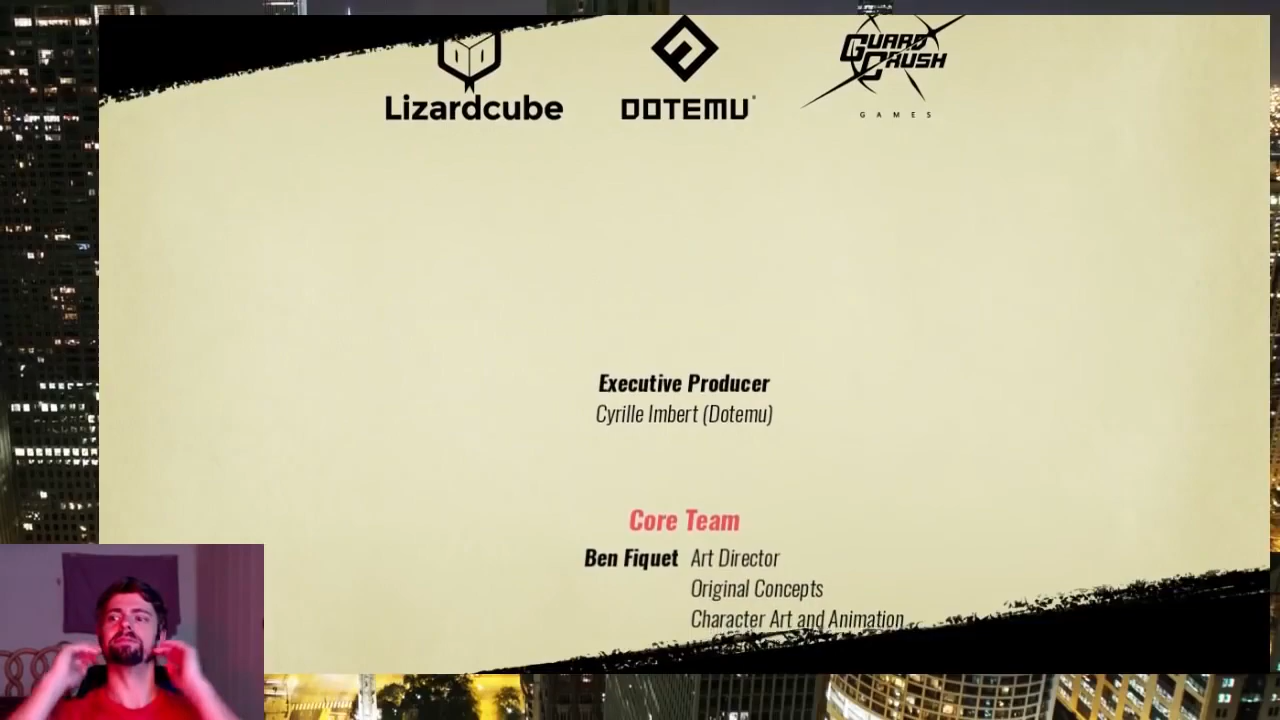 Lizardcube
DOTEMU
GUARD CRUSH
GAMES
Executive Producer
Cyrille Imbert (Dotemu)
Core Team
Ben Fiquet Art Director
Original Concepts
Character Art and Animation